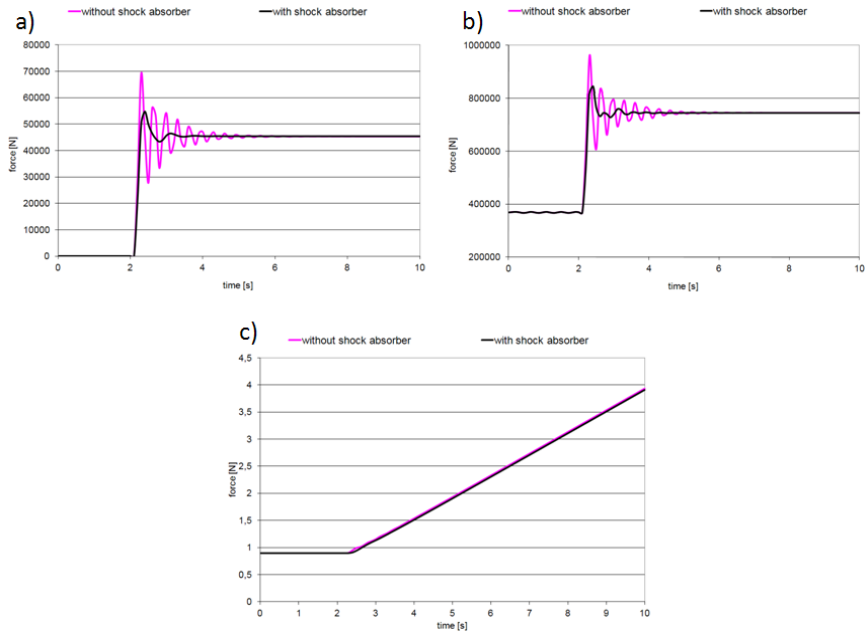 a)
without shock absorber
with shock absorber
80000
70000
60000
50000
40000
30000
20000
10000
0
force [N]
0 2 4 6 8 10
time [s]
b)
without shock absorber
with shock absorber
1000000
800000
600000
400000
200000
force [N]
0 2 4 6 8 10
time [s]
c)
without shock absorber
with shock absorber
4,5
4
3,5
3
2,5
2
1,5
1
0,5
0
force [N]
0 1 2 3 4 5 6 7 8 9 10
time [s]